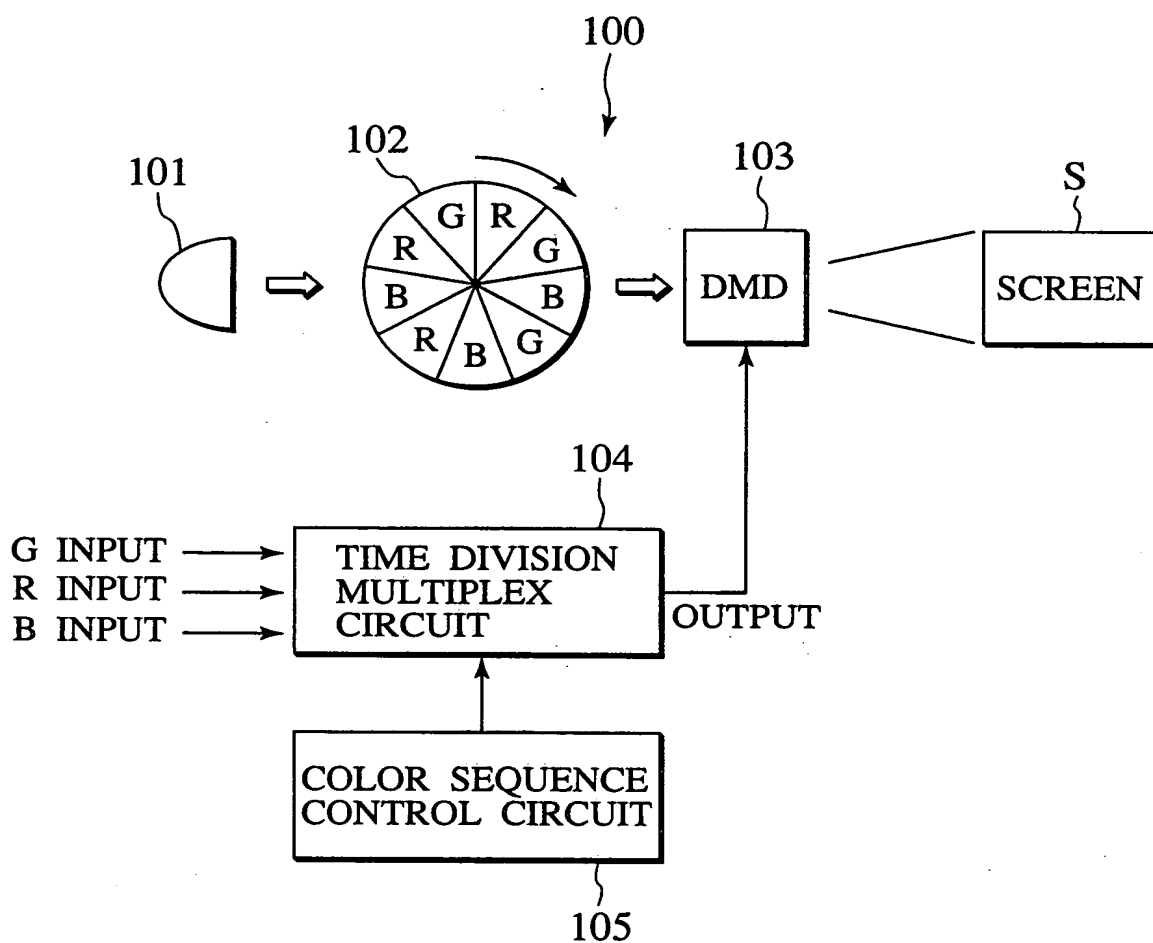 100
102
103
101
S
G
R
R
G
B
B
R
G
B
DMD
SCREEN
104
G INPUT
R INPUT
B INPUT
TIME DIVISION
MULTIPLEX
CIRCUIT
OUTPUT
COLOR SEQUENCE
CONTROL CIRCUIT
105